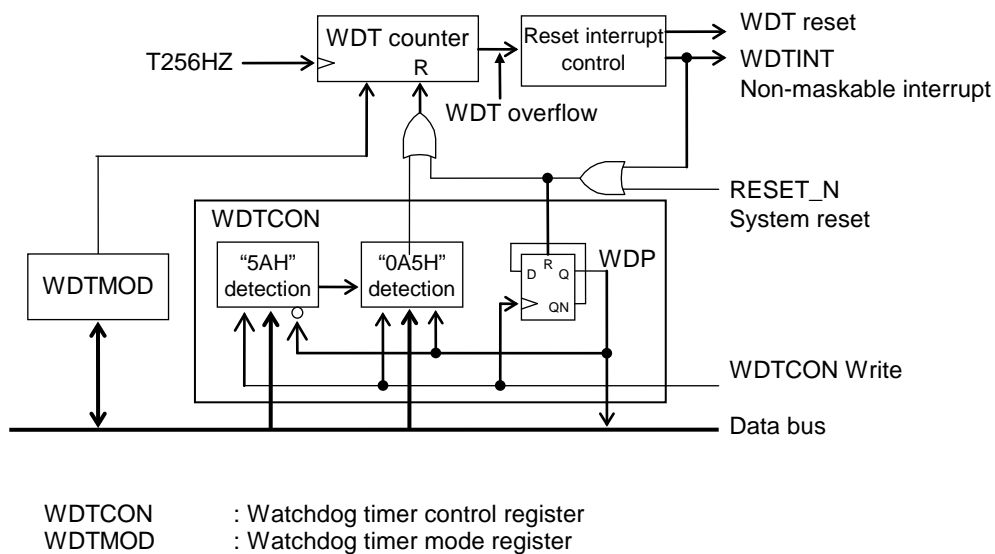 WDT counter
R
T256HZ
Reset interrupt
control
WDT reset
WDTINT
Non-maskable interrupt
WDT overflow
RESET_N
System reset
WDTCON
"5AH"
detection
"0A5H"
detection
WDP
D
R
Q
QN
WDTMOD
WDTCON Write
Data bus
WDTCON : Watchdog timer control register
WDTMOD : Watchdog timer mode register